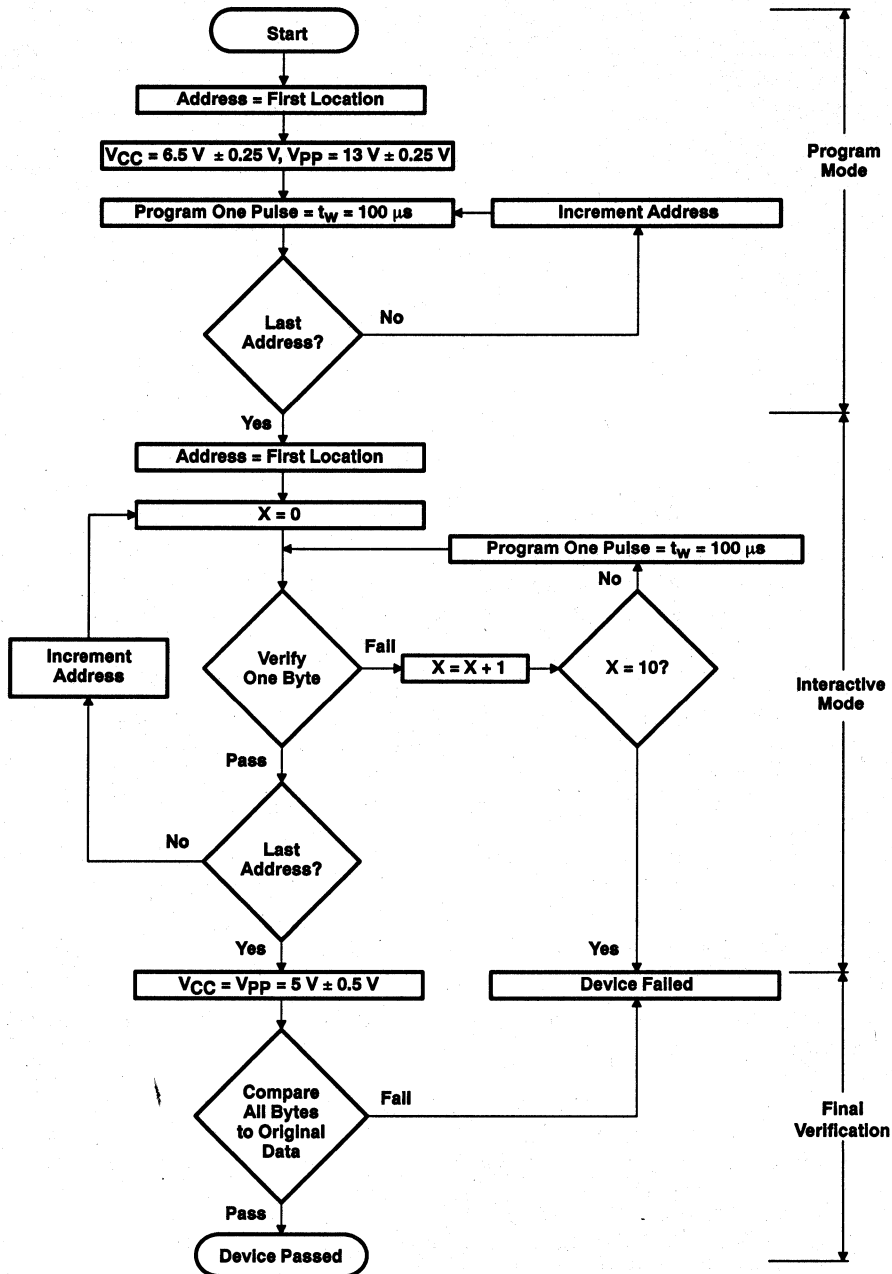 Start
Address = First Location
VCC = 6.5 V ± 0.25 V, VPP = 13 V ± 0.25 V
Program
Mode
Program One Pulse = tw = 100 μs
Increment Address
Last
Address?
No
Yes
Address = First Location
X = 0
Program One Pulse = tw = 100 μs
No
Increment
Address
Verify
One Byte
Fail
X = X + 1
X = 10?
Interactive
Mode
Pass
No
Last
Address?
Yes
Yes
VCC = VPP = 5 V ± 0.5 V
Device Failed
Compare
All Bytes
to Original
Data
Fail
Final
Verification
Pass
Device Passed